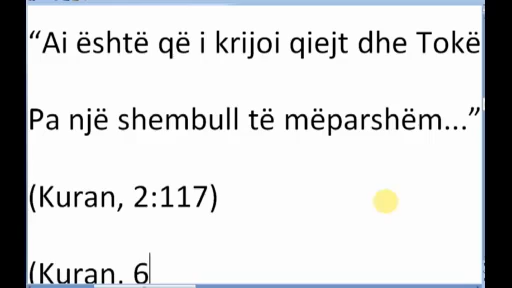 “Ai është që i krijoi qiejt dhe Tokë
Pa një shembull të mëparshëm...”
(Kuran, 2:117)
(Kuran. 6